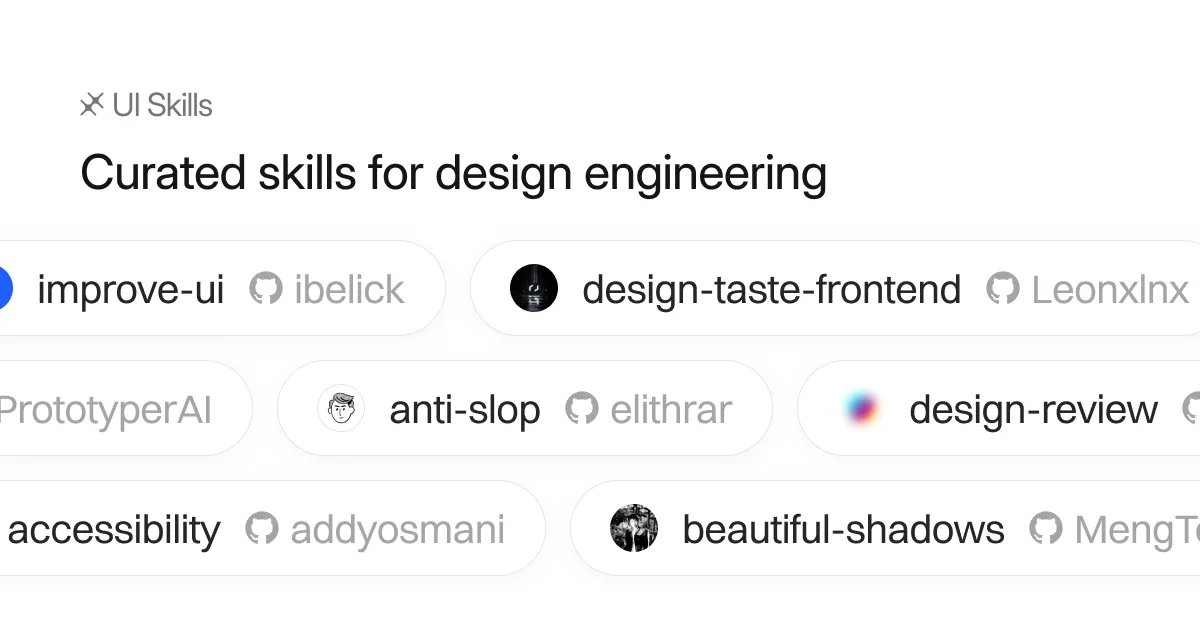 UI Skills
Curated skills for design engineering
improve-ui ibelick design-taste-frontend Leonxlnx
PrototyperAI anti-slop elithrar design-review
accessibility addyosmani beautiful-shadows